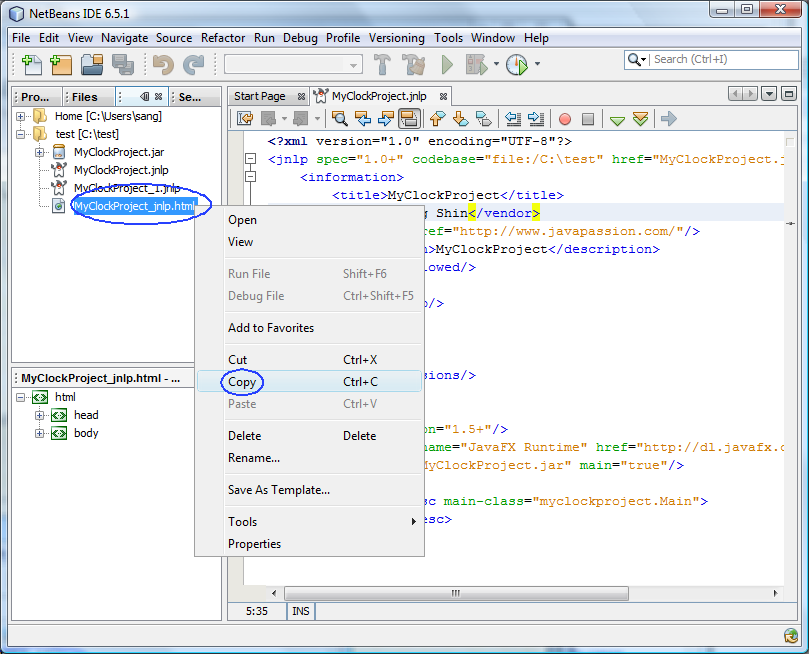 NetBeans IDE 6.5.1
File Edit View Navigate Source Refactor Run Debug Profile Versioning Tools Window Help
Search (Ctrl+I)
Pro... Files Se...
Home [C:\Users\sang]
test [C:\test]
MyClockProject.jar
MyClockProject.jnlp
MyClockProject_1.jnlp
MyClockProject_jnlp.html
Start Page MyClockProject.jnlp
<?xml version="1.0" encoding="UTF-8"?>
<jnlp spec="1.0+" codebase="file:/C:\test" href="MyClockProject.j
<information>
<title>MyClockProject</title>
g Shin</vendor>
ef="http://www.javapassion.com/"/>
>MyClockProject</description>
lowed/>
/>
ions/>
on="1.5+"/>
name="JavaFX Runtime" href="http://dl.javafx.c
MyClockProject.jar" main="true"/>
sc main-class="myclockproject.Main">
esc>
Open
View
Run File Shift+F6
Debug File Ctrl+Shift+F5
Add to Favorites
Cut Ctrl+X
Copy Ctrl+C
Paste Ctrl+V
Delete Delete
Rename...
Save As Template...
Tools
Properties
MyClockProject_jnlp.html - ...
html
head
body
5:35 INS